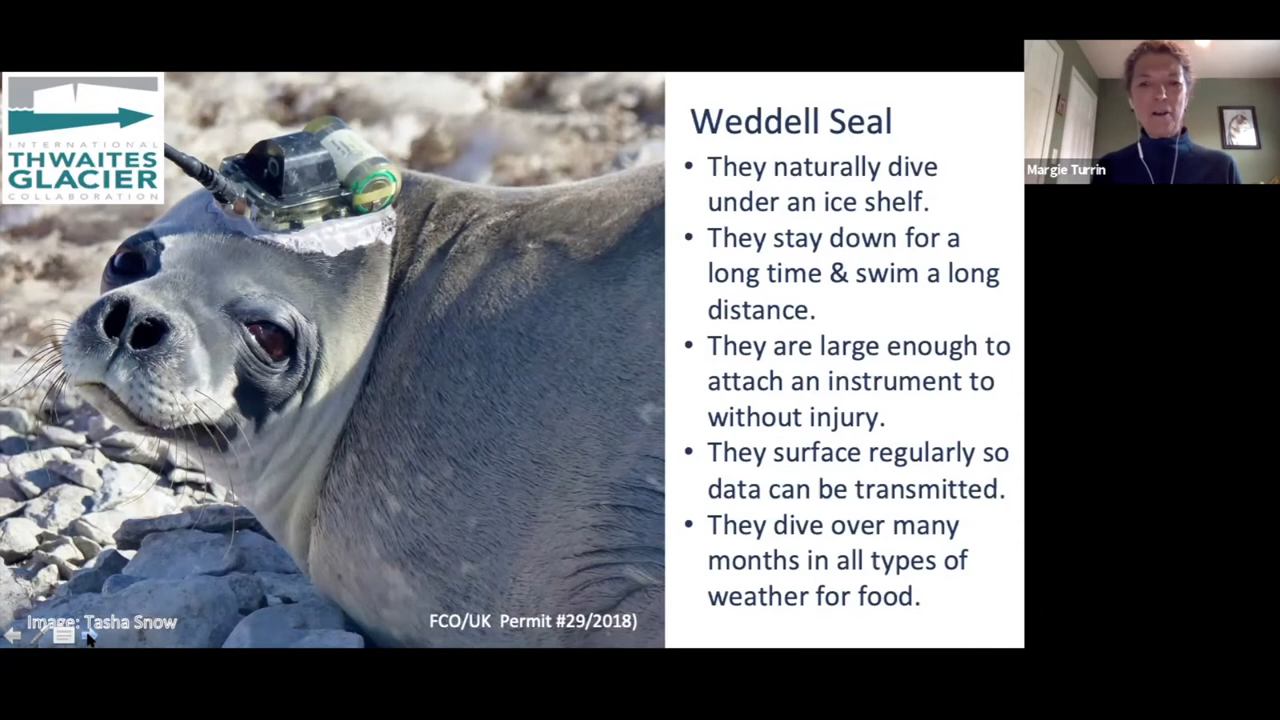 INTERNATIONAL
THWAITES
GLACIER
COLLABORATION
Image: Tasha Snow
FCO/UK Permit #29/2018)
Weddell Seal
• They naturally dive
under an ice shelf.
• They stay down for a
long time & swim a long
distance.
• They are large enough to
attach an instrument to
without injury.
• They surface regularly so
data can be transmitted.
• They dive over many
months in all types of
weather for food.
Margie Turrin